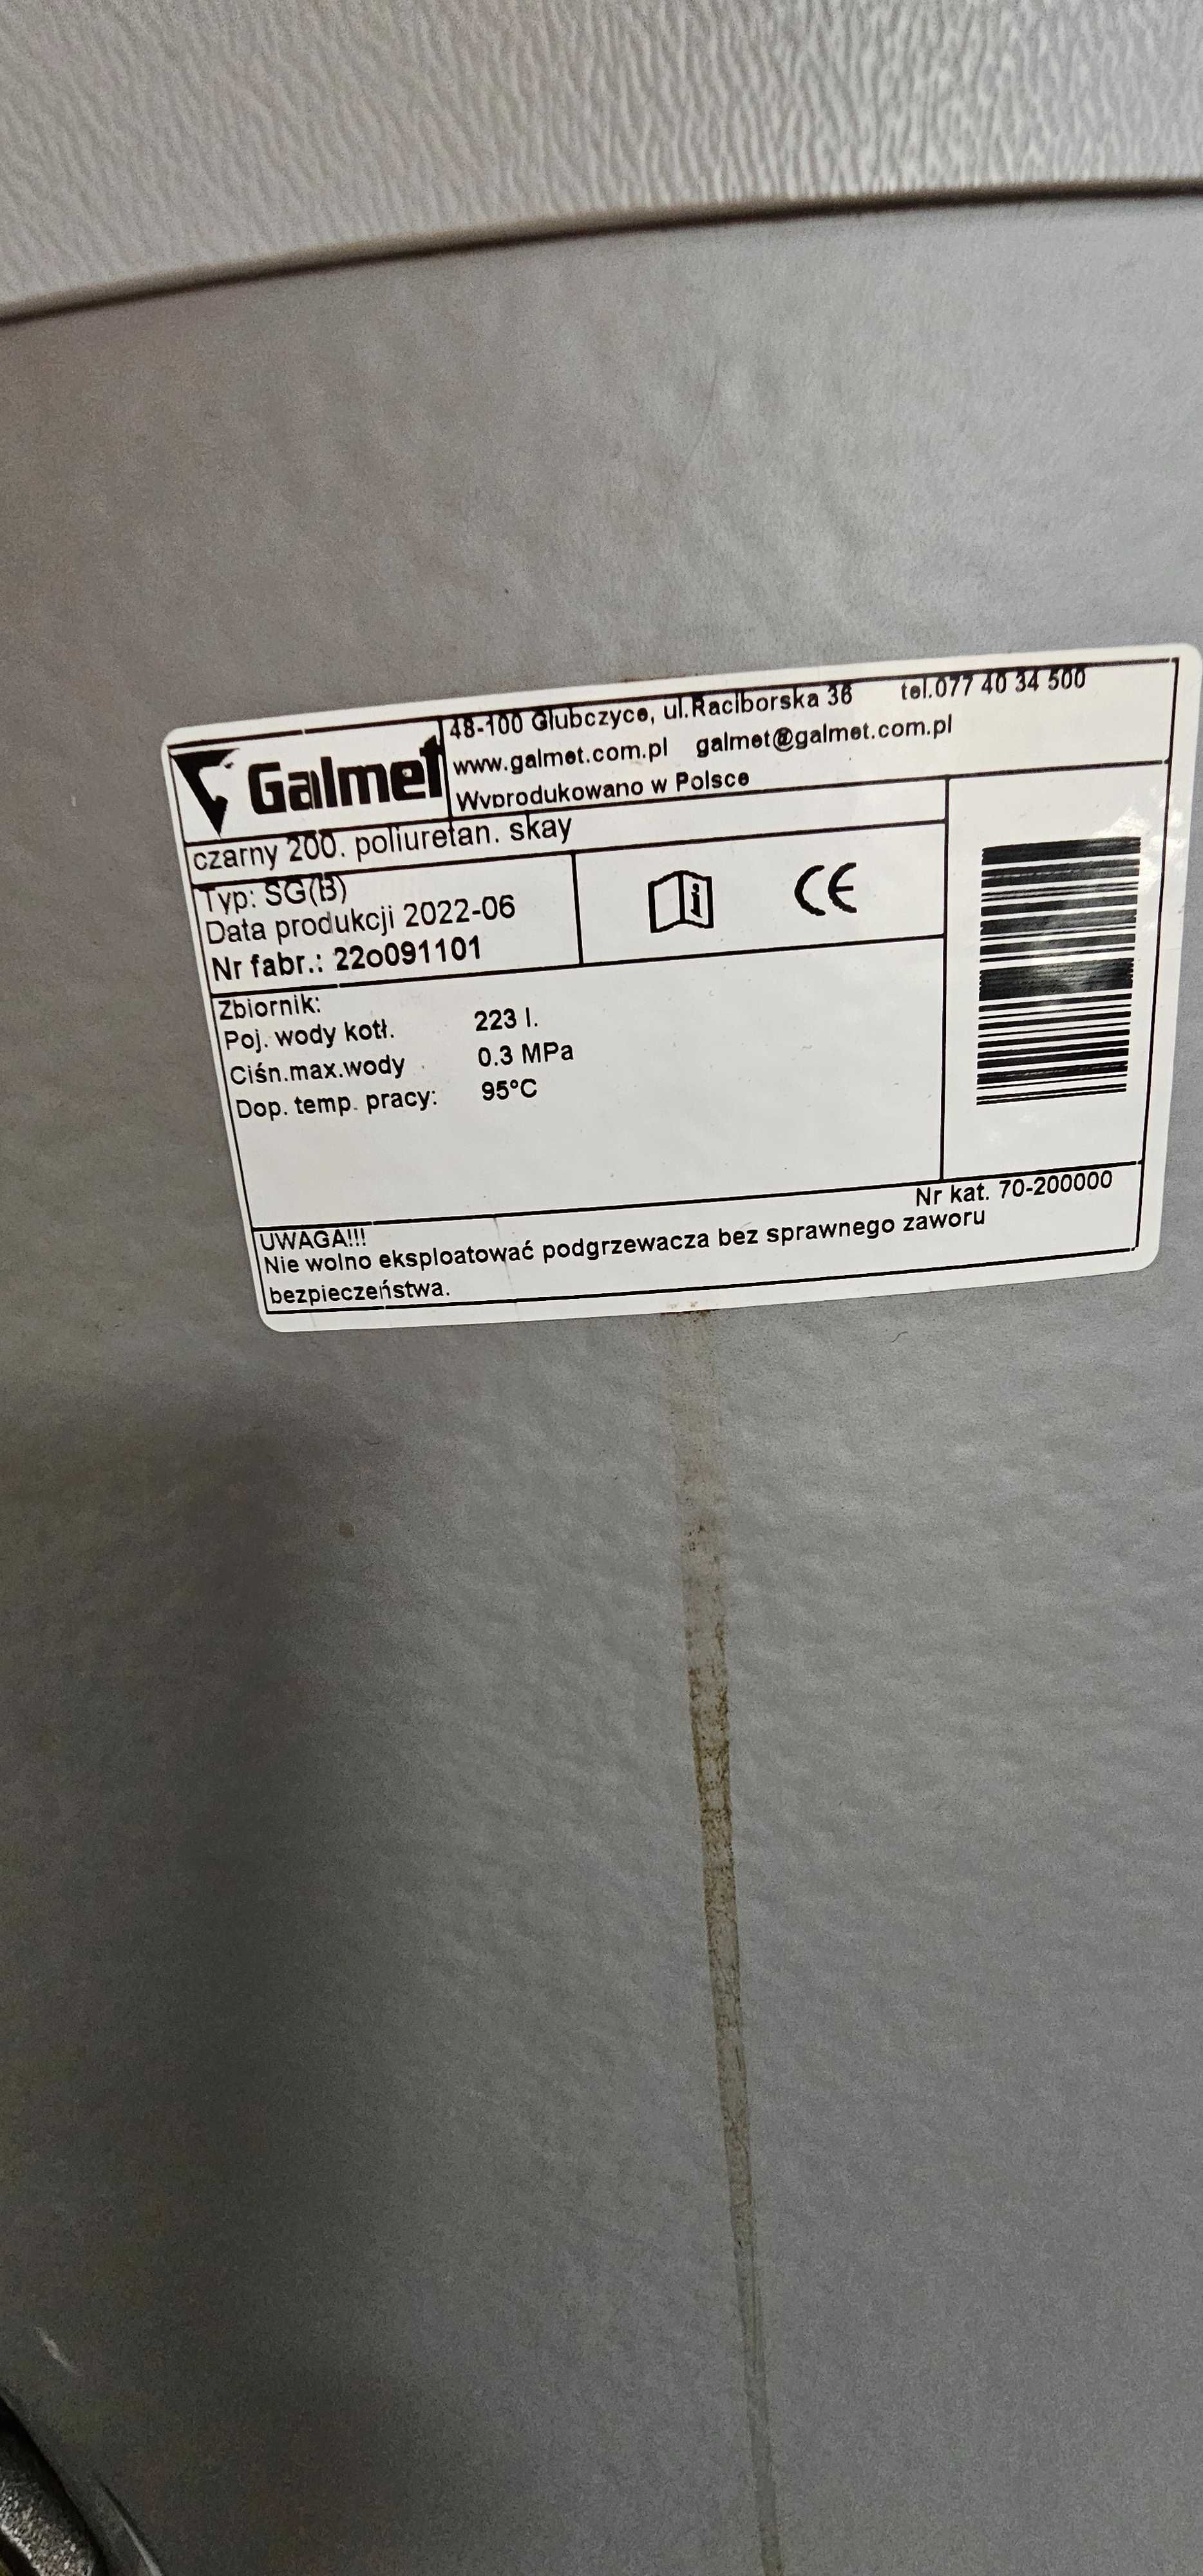 Galmet
48-100 Głubczyce, ul.Raciborska 36 tel.077 40 34 500
www.galmet.com.pl galmet@galmet.com.pl
Wyprodukowano w Polsce
czarny 200. poliuretan. skay
Typ: SG(B)
Data produkcji 2022-06
Nr fabr.: 22o091101
CE
Zbiornik:
Poj. wody kotł. 223 l.
Ciśn.max.wody 0.3 MPa
Dop. temp. pracy: 95°C
Nr kat. 70-200000
UWAGA!!!
Nie wolno eksploatować podgrzewacza bez sprawnego zaworu
bezpieczeństwa.